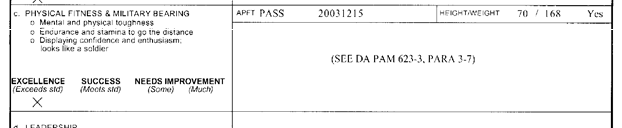 c. PHYSICAL FITNESS & MILITARY BEARING
o Mental and physical toughness
o Endurance and stamina to go the distance
o Displaying confidence and enthusiasm;
looks like a soldier
APFT PASS 20031215 HEIGHT/WEIGHT 70 / 168 Yes
(SEE DA PAM 623-3, PARA 3-7)
EXCELLENCE SUCCESS NEEDS IMPROVEMENT
(Exceeds std) (Meets std) (Some) (Much)
X
d. LEADERSHIP